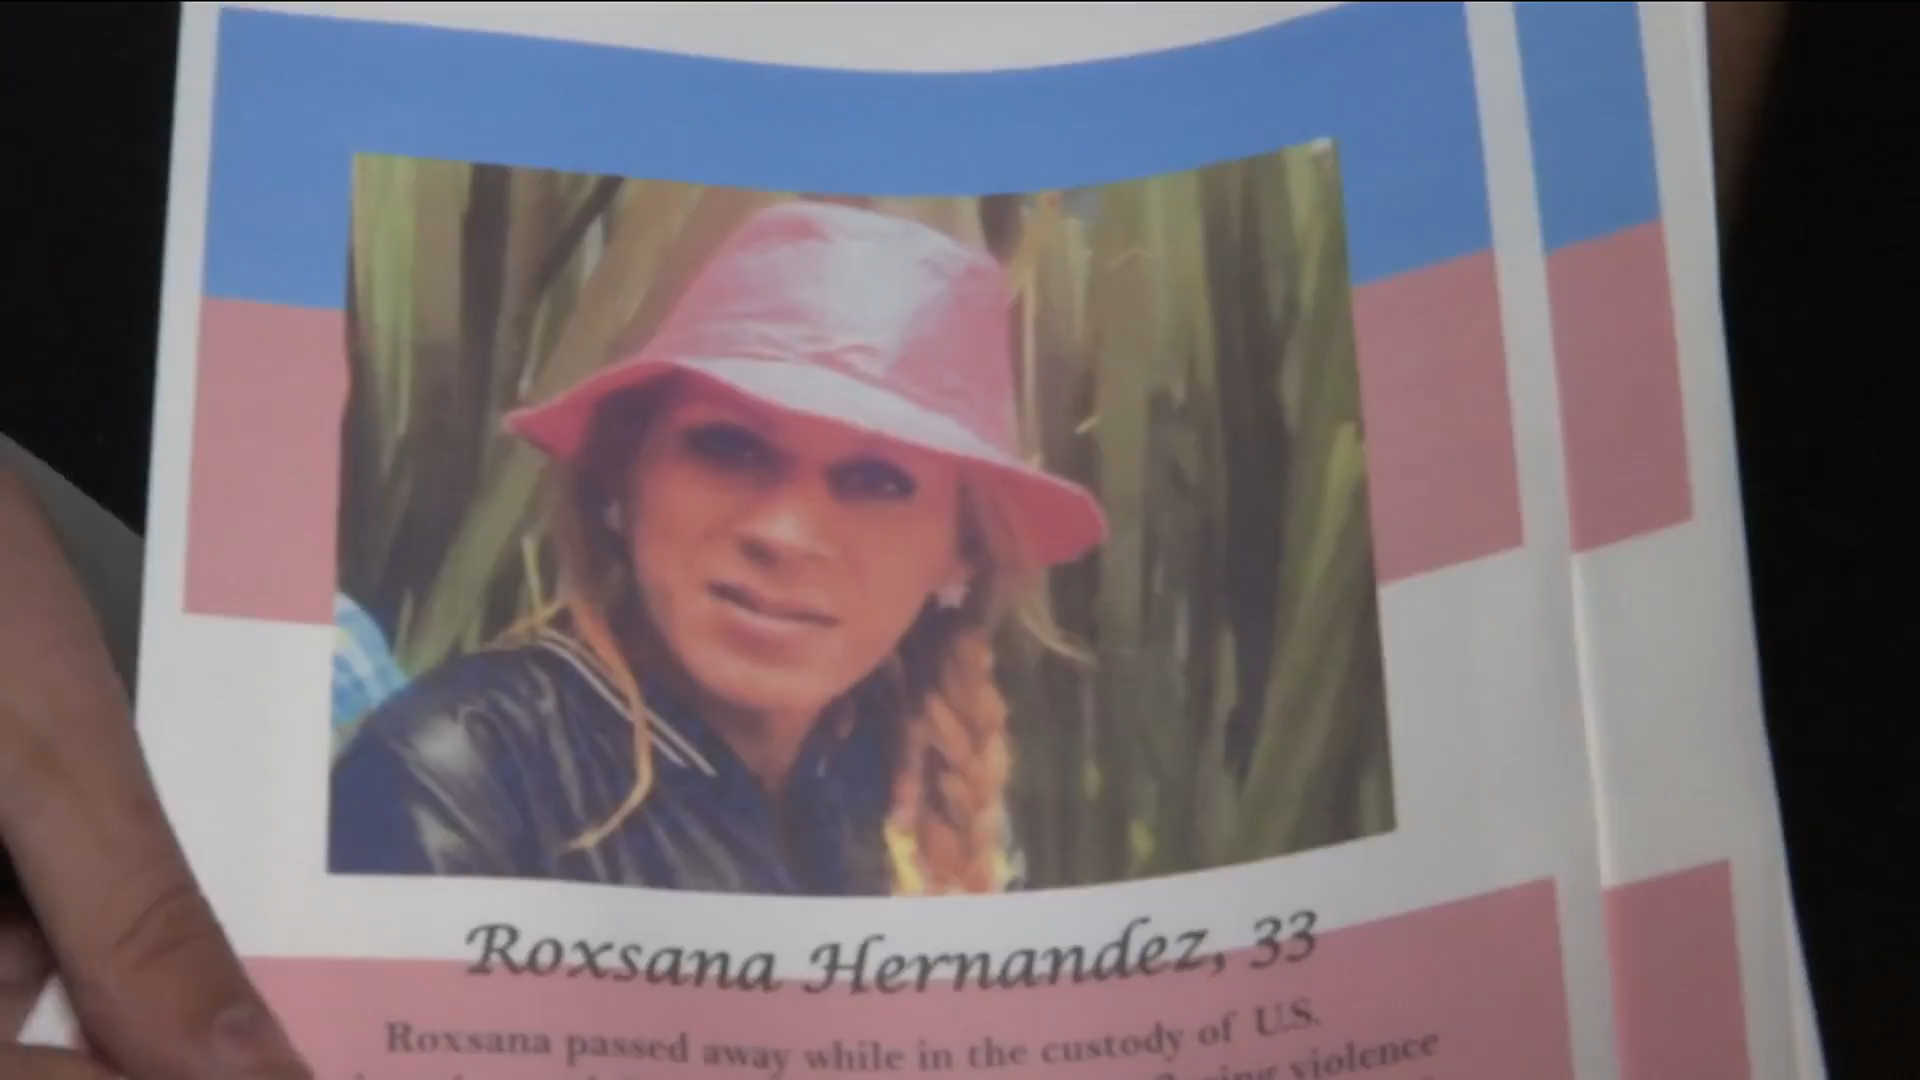 Roxsana Hernandez, 33
Roxsana passed away while in the custody of U.S.
violence